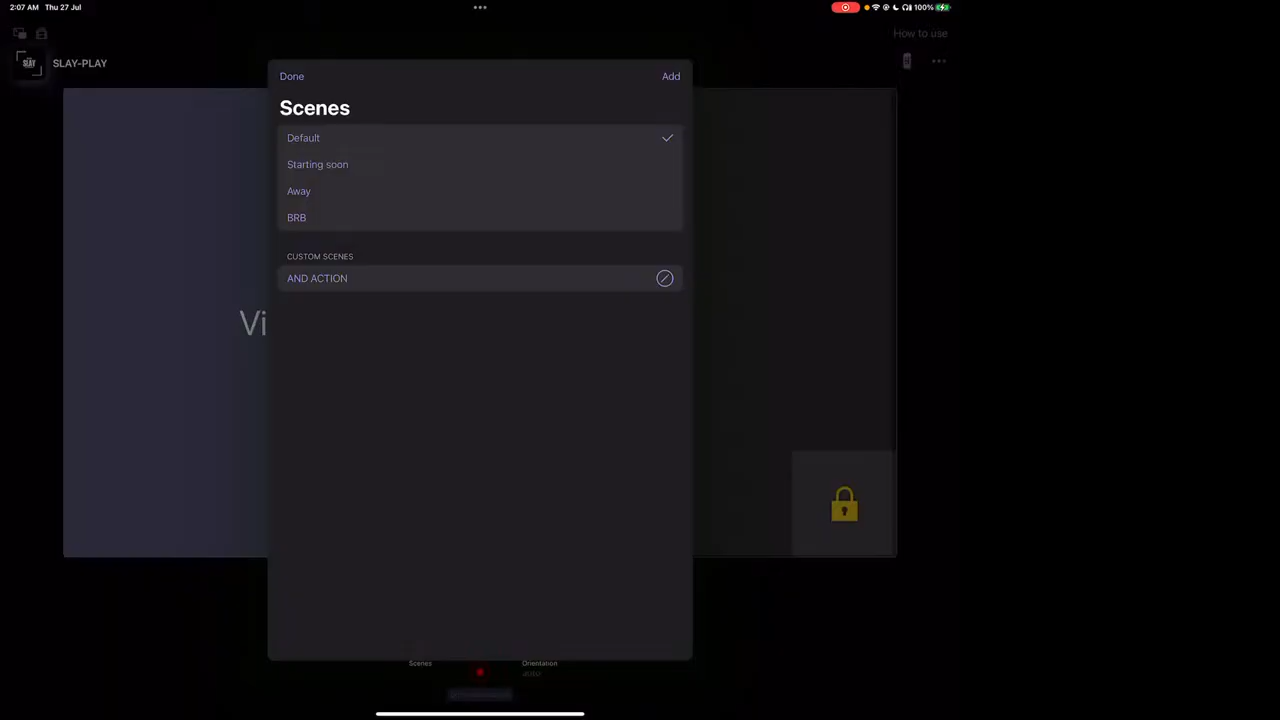 2:07 AM Thu 27 Jul
100%
How to use
SLAY
SLAY-PLAY
Done
Add
Scenes
Default
Starting soon
Away
BRB
CUSTOM SCENES
AND ACTION
Vi
Scenes
Orientation